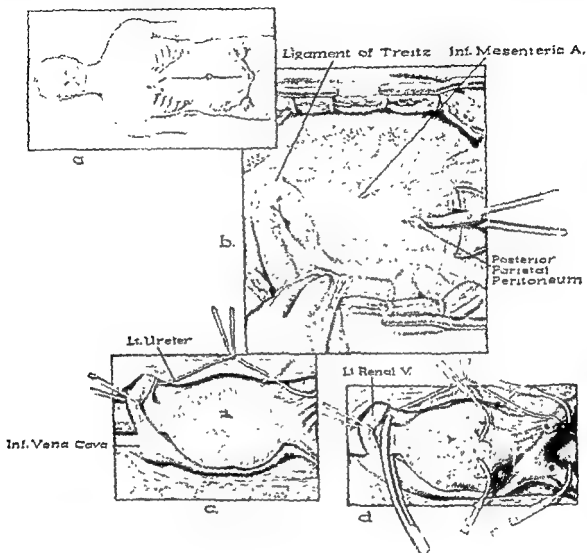 a
Ligament of Treitz Inf. Mesenteric A.
b.
Posterior
Parietal
Peritoneum
Lt. Ureter
Inf. Vena Cava
c.
Lt Renal V.
d